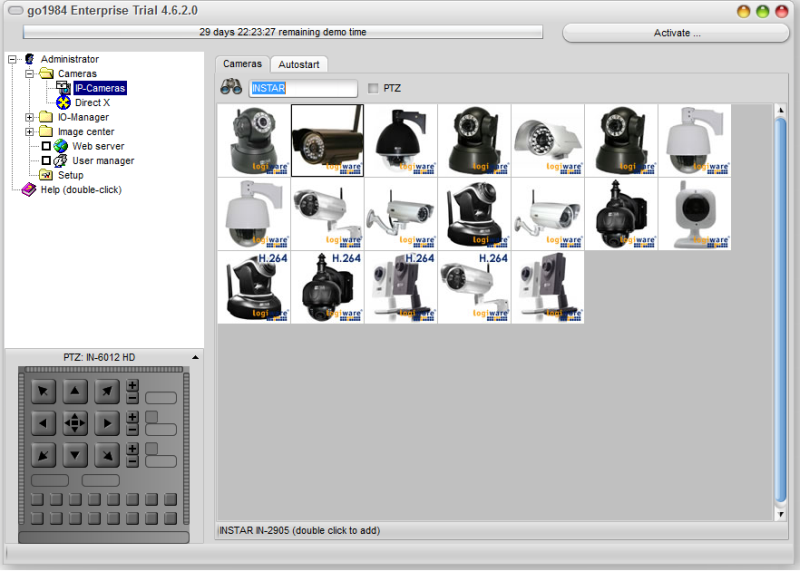 go1984 Enterprise Trial 4.6.2.0
29 days 22:23:27 remaining demo time
Activate ...
Administrator
Cameras
IP-Cameras
Direct X
IO-Manager
Image center
Web server
User manager
Setup
Help (double-click)
Cameras
Autostart
INSTAR
PTZ
logiware
logiware
logiware
logiware
logiware
logiware
logiware
logiware
logiware
logiware
logiware
logiware
logiware
logiware
H.264
H.264
H.264
H.264
H.264
logiware
logiware
logiware
logiware
logiware
PTZ: IN-6012 HD
INSTAR IN-2905 (double click to add)